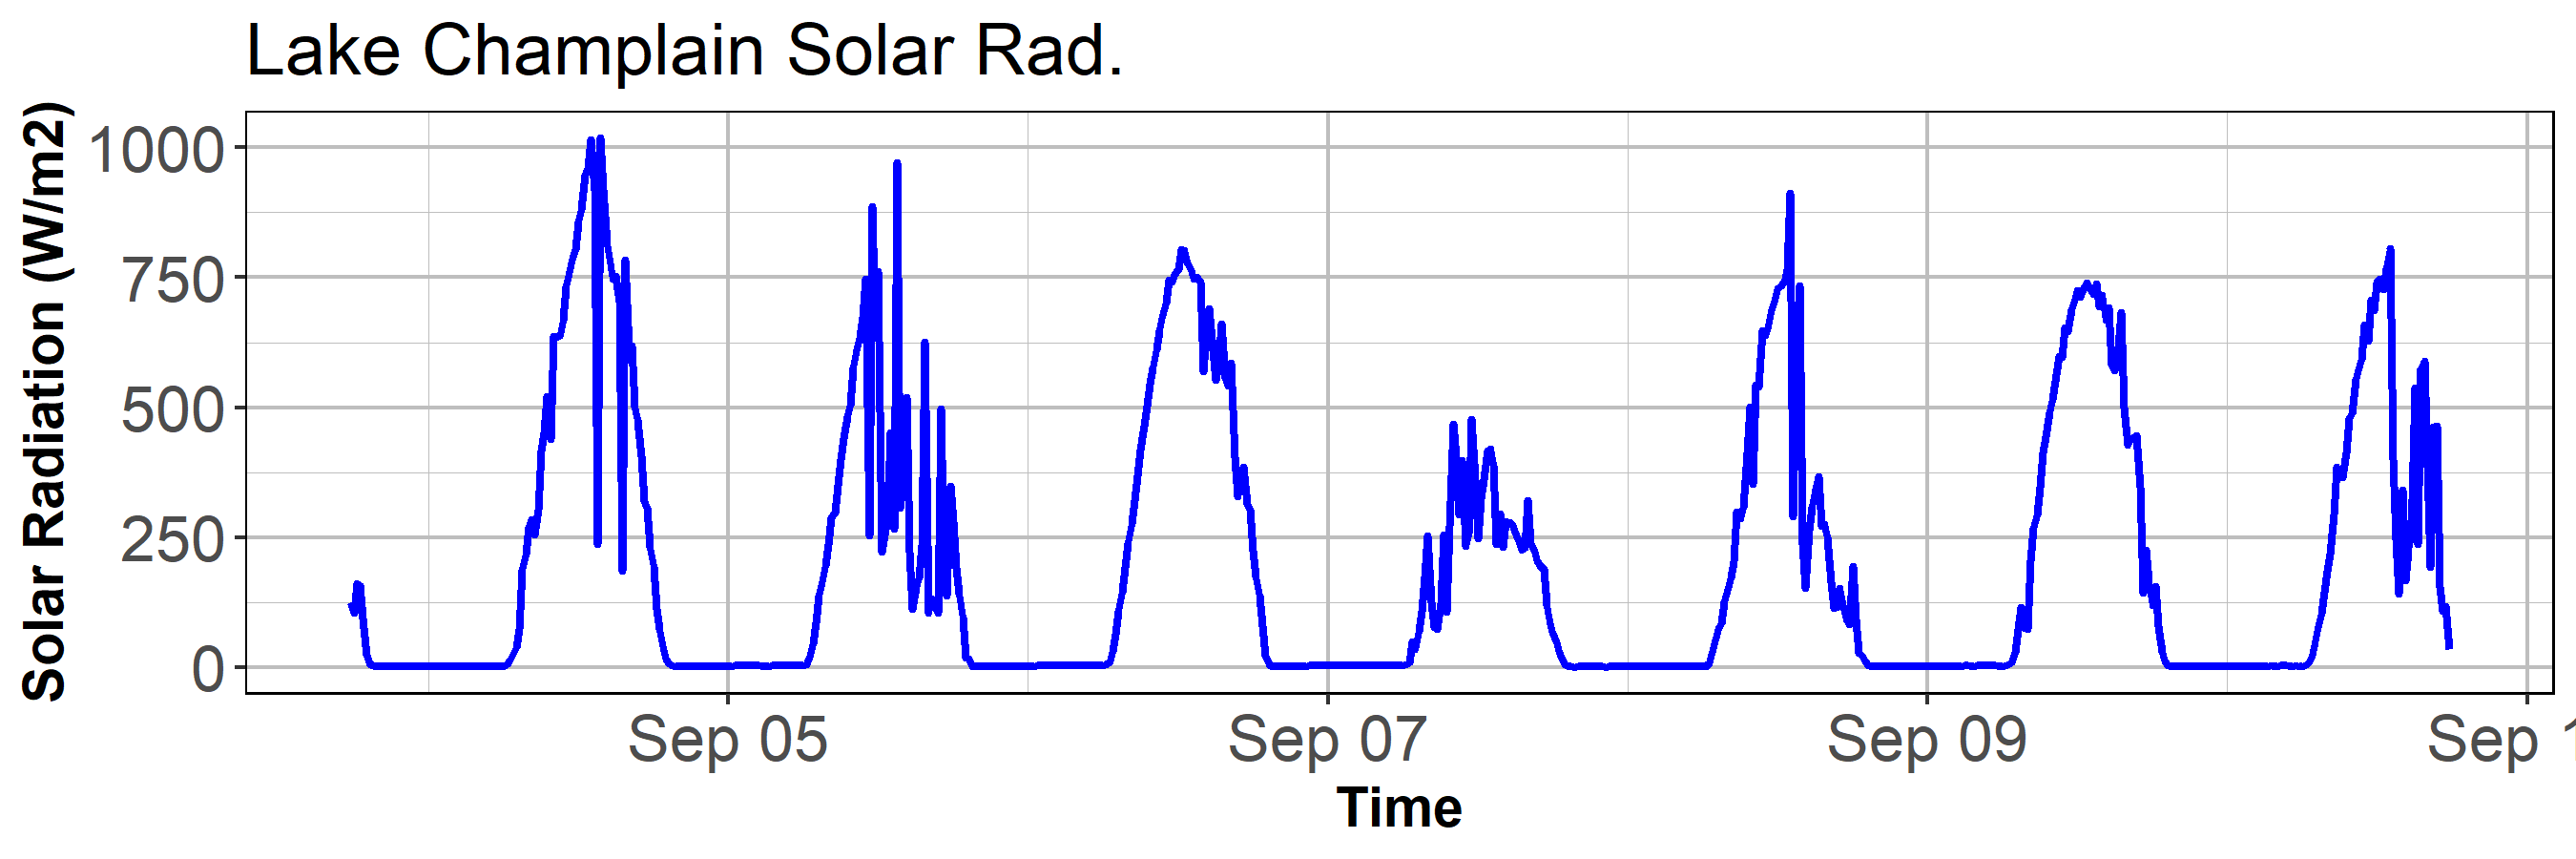 Lake Champlain Solar Rad.
Solar Radiation (W/m2)
1000
750
500
250
0
Sep 05 Sep 07 Sep 09 Sep
Time